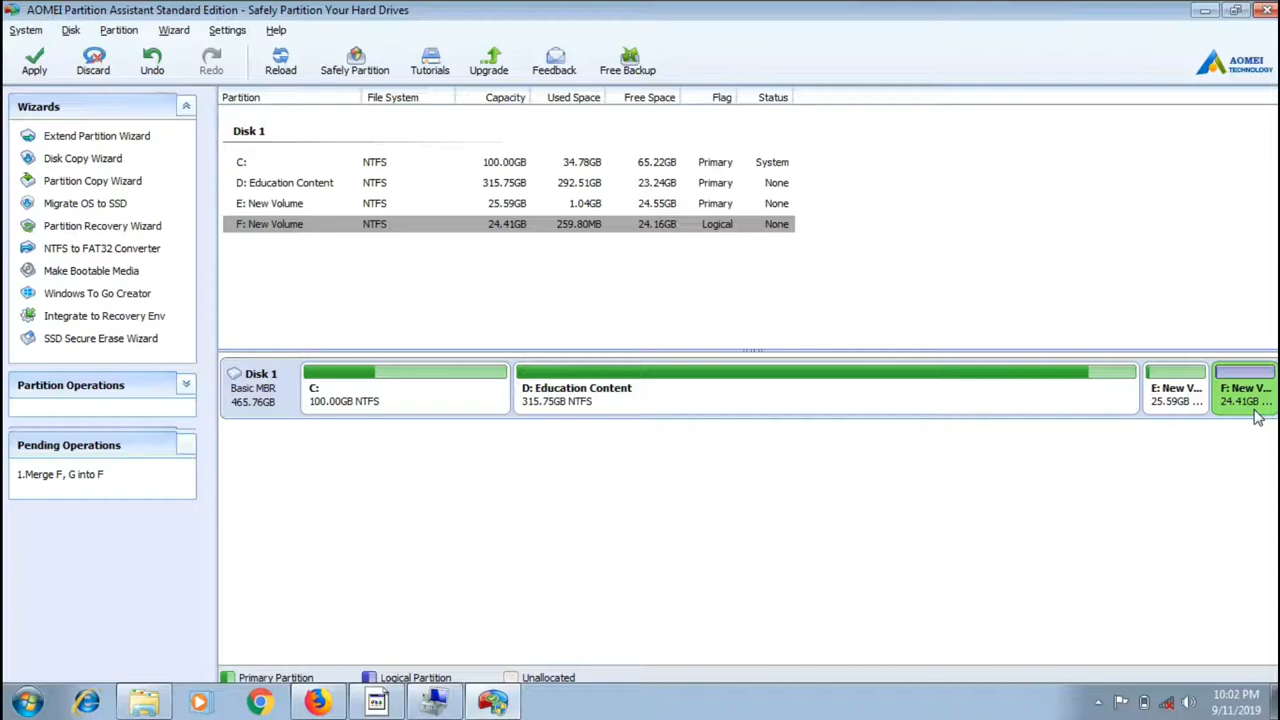 AOMEI Partition Assistant Standard Edition - Safely Partition Your Hard Drives
System Disk Partition Wizard Settings Help
Apply Discard Undo Redo Reload Safely Partition Tutorials Upgrade Feedback Free Backup
AOMEI
TECHNOLOGY
Wizards
Extend Partition Wizard
Disk Copy Wizard
Partition Copy Wizard
Migrate OS to SSD
Partition Recovery Wizard
NTFS to FAT32 Converter
Make Bootable Media
Windows To Go Creator
Integrate to Recovery Env
SSD Secure Erase Wizard
Partition Operations
Pending Operations
1.Merge F, G into F
Partition File System Capacity Used Space Free Space Flag Status
Disk 1
C: NTFS 100.00GB 34.78GB 65.22GB Primary System
D: Education Content NTFS 315.75GB 292.51GB 23.24GB Primary None
E: New Volume NTFS 25.59GB 1.04GB 24.55GB Primary None
F: New Volume NTFS 24.41GB 259.80MB 24.16GB Logical None
Disk 1
Basic MBR
465.76GB
C:
100.00GB NTFS
D: Education Content
315.75GB NTFS
E: New V...
25.59GB ...
F: New V...
24.41GB ...
Primary Partition Logical Partition Unallocated
10:02 PM
9/11/2019